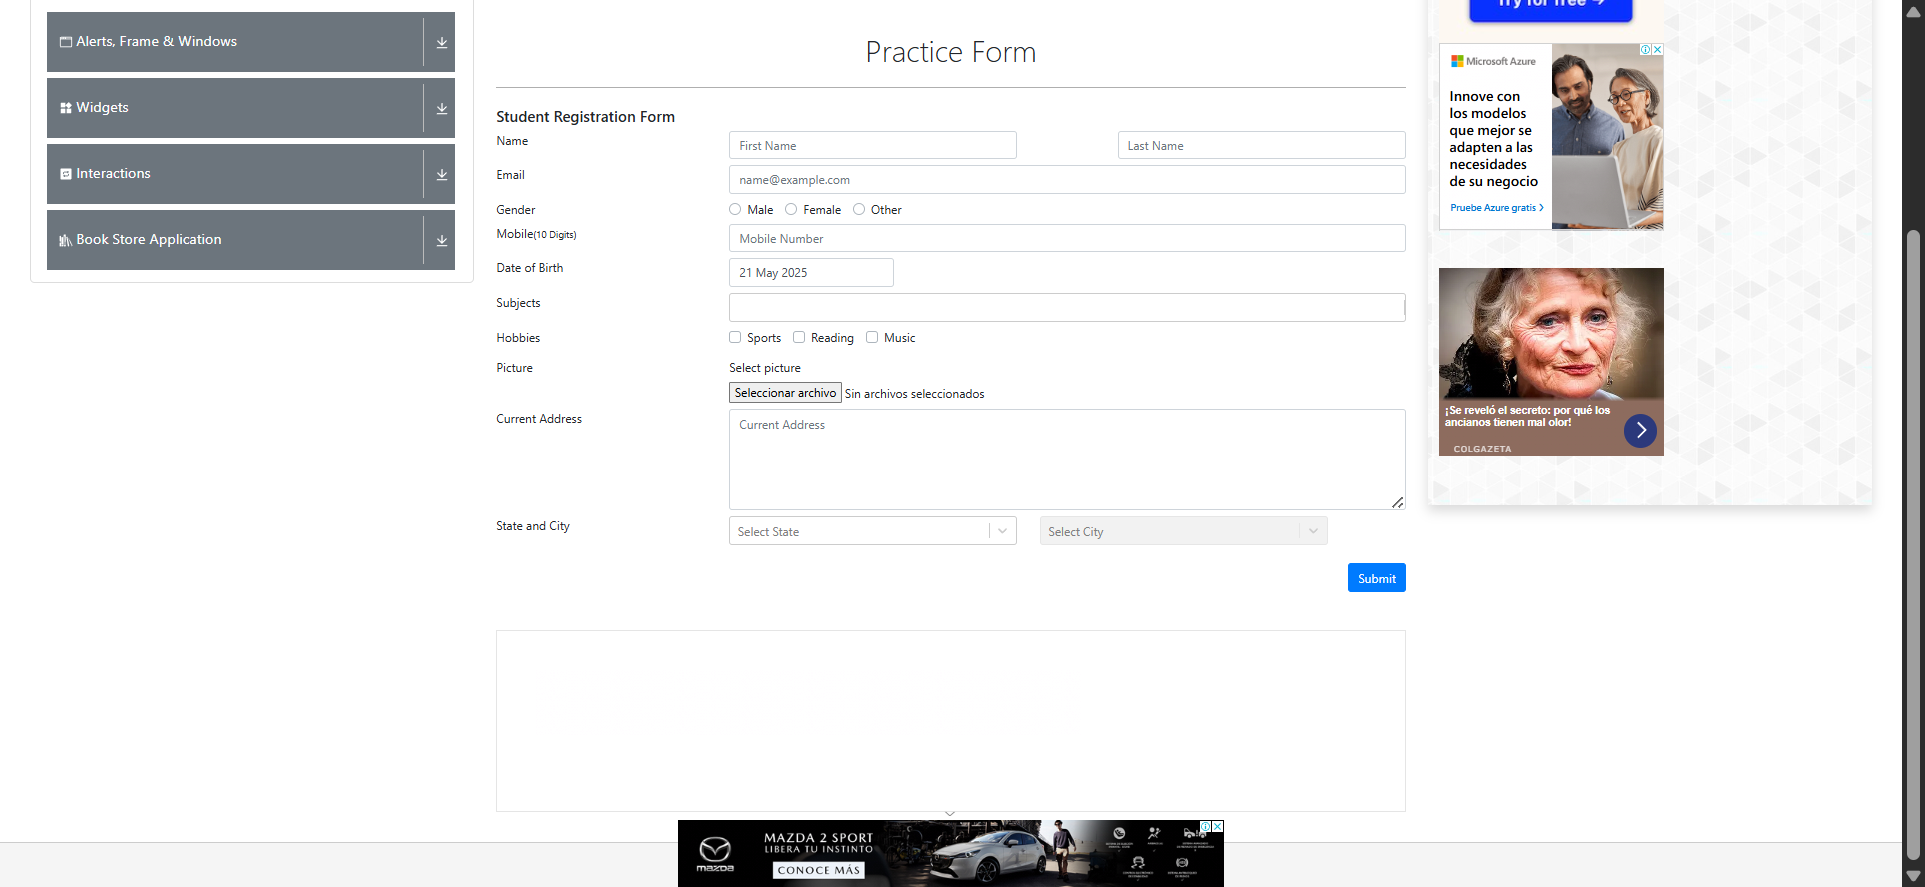 Alerts, Frame & Windows
Widgets
Interactions
Book Store Application
Practice Form
Student Registration Form
Name
First Name
Last Name
Email
name@example.com
Gender
Male
Female
Other
Mobile(10 Digits)
Mobile Number
Date of Birth
21 May 2025
Subjects
Hobbies
Sports
Reading
Music
Picture
Select picture
Seleccionar archivo
Sin archivos seleccionados
Current Address
Current Address
State and City
Select State
Select City
Submit
Try for free →
Microsoft Azure
Innove con
los modelos
que mejor se
adapten a las
necesidades
de su negocio
Pruebe Azure gratis >
¡Se reveló el secreto: por qué los
ancianos tienen mal olor!
COLGAZETA
mazda
MAZDA 2 SPORT
LIBERA TU INSTINTO
CONOCE MÁS